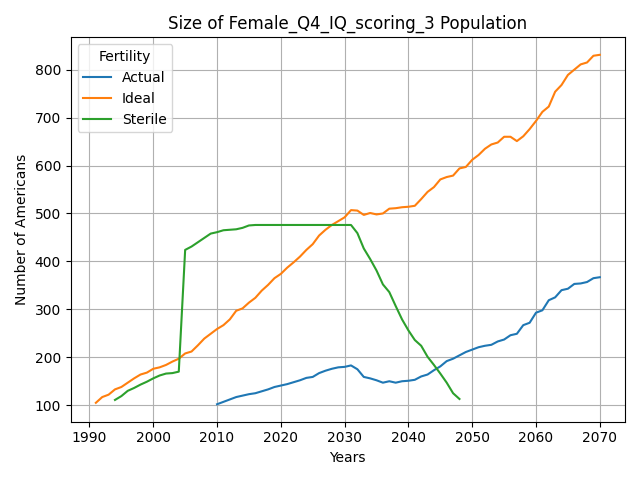 Size of Female_Q4_IQ_scoring_3 Population
Fertility
Actual
Ideal
Sterile
Number of Americans
800
700
600
500
400
300
200
100
1990 2000 2010 2020 2030 2040 2050 2060 2070
Years